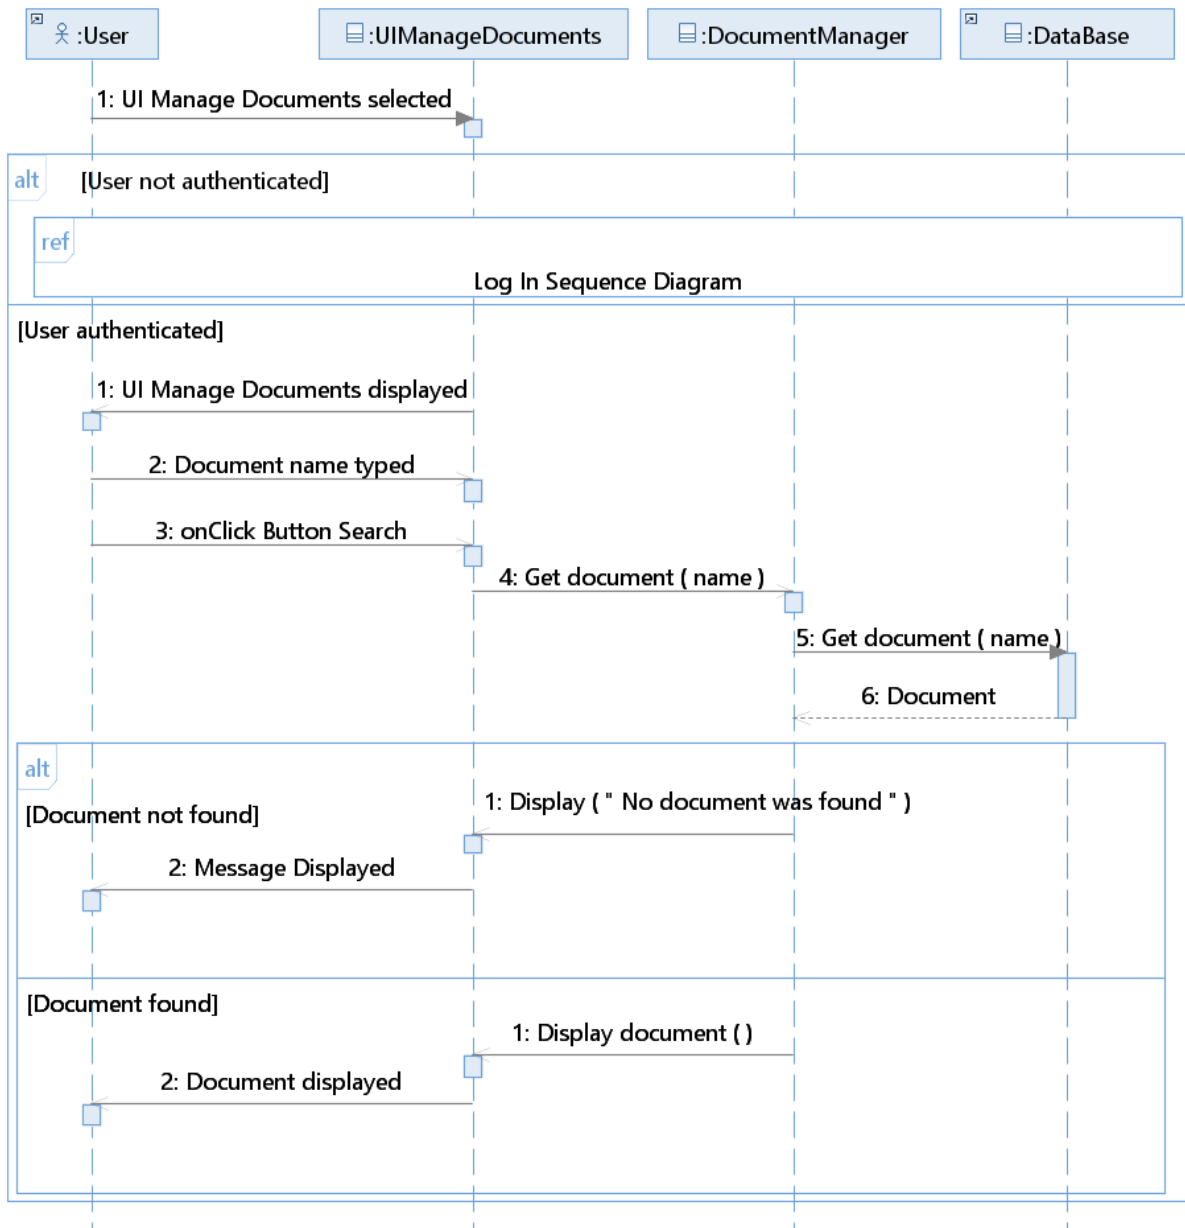 :User
:UIManageDocuments
:DocumentManager
:DataBase
1: UI Manage Documents selected
alt
[User not authenticated]
ref
Log In Sequence Diagram
[User authenticated]
1: UI Manage Documents displayed
2: Document name typed
3: onClick Button Search
4: Get document ( name )
5: Get document ( name )
6: Document
alt
1: Display ( " No document was found " )
[Document not found]
2: Message Displayed
[Document found]
1: Display document ( )
2: Document displayed